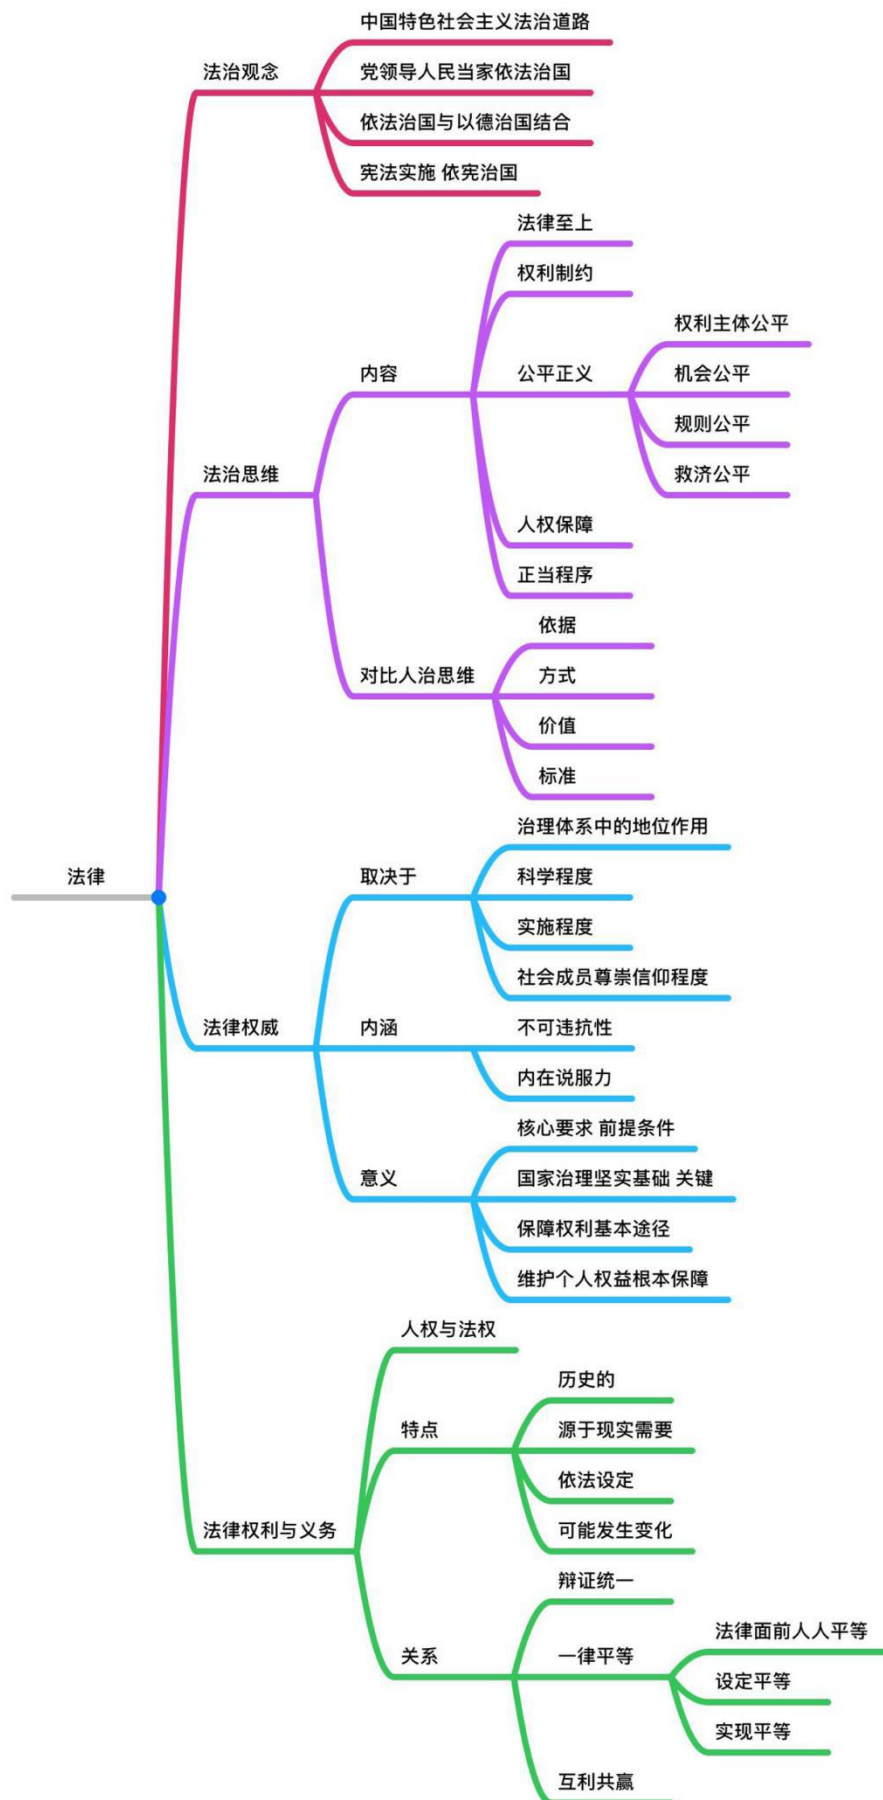 中国特色社会主义法治道路
法治观念
党领导人民当家依法治国
依法治国与以德治国结合
宪法实施 依宪治国
法律至上
权利制约
权利主体公平
内容
公平正义
机会公平
规则公平
法治思维
救济公平
人权保障
正当程序
依据
对比人治思维
方式
价值
标准
治理体系中的地位作用
法律
取决于
科学程度
实施程度
社会成员尊崇信仰程度
法律权威
内涵
不可违抗性
内在说服力
核心要求 前提条件
意义
国家治理坚实基础 关键
保障权利基本途径
维护个人权益根本保障
人权与法权
历史的
特点
源于现实需要
依法设定
法律权利与义务
可能发生变化
辩证统一
法律面前人人平等
关系
一律平等
设定平等
实现平等
互利共赢